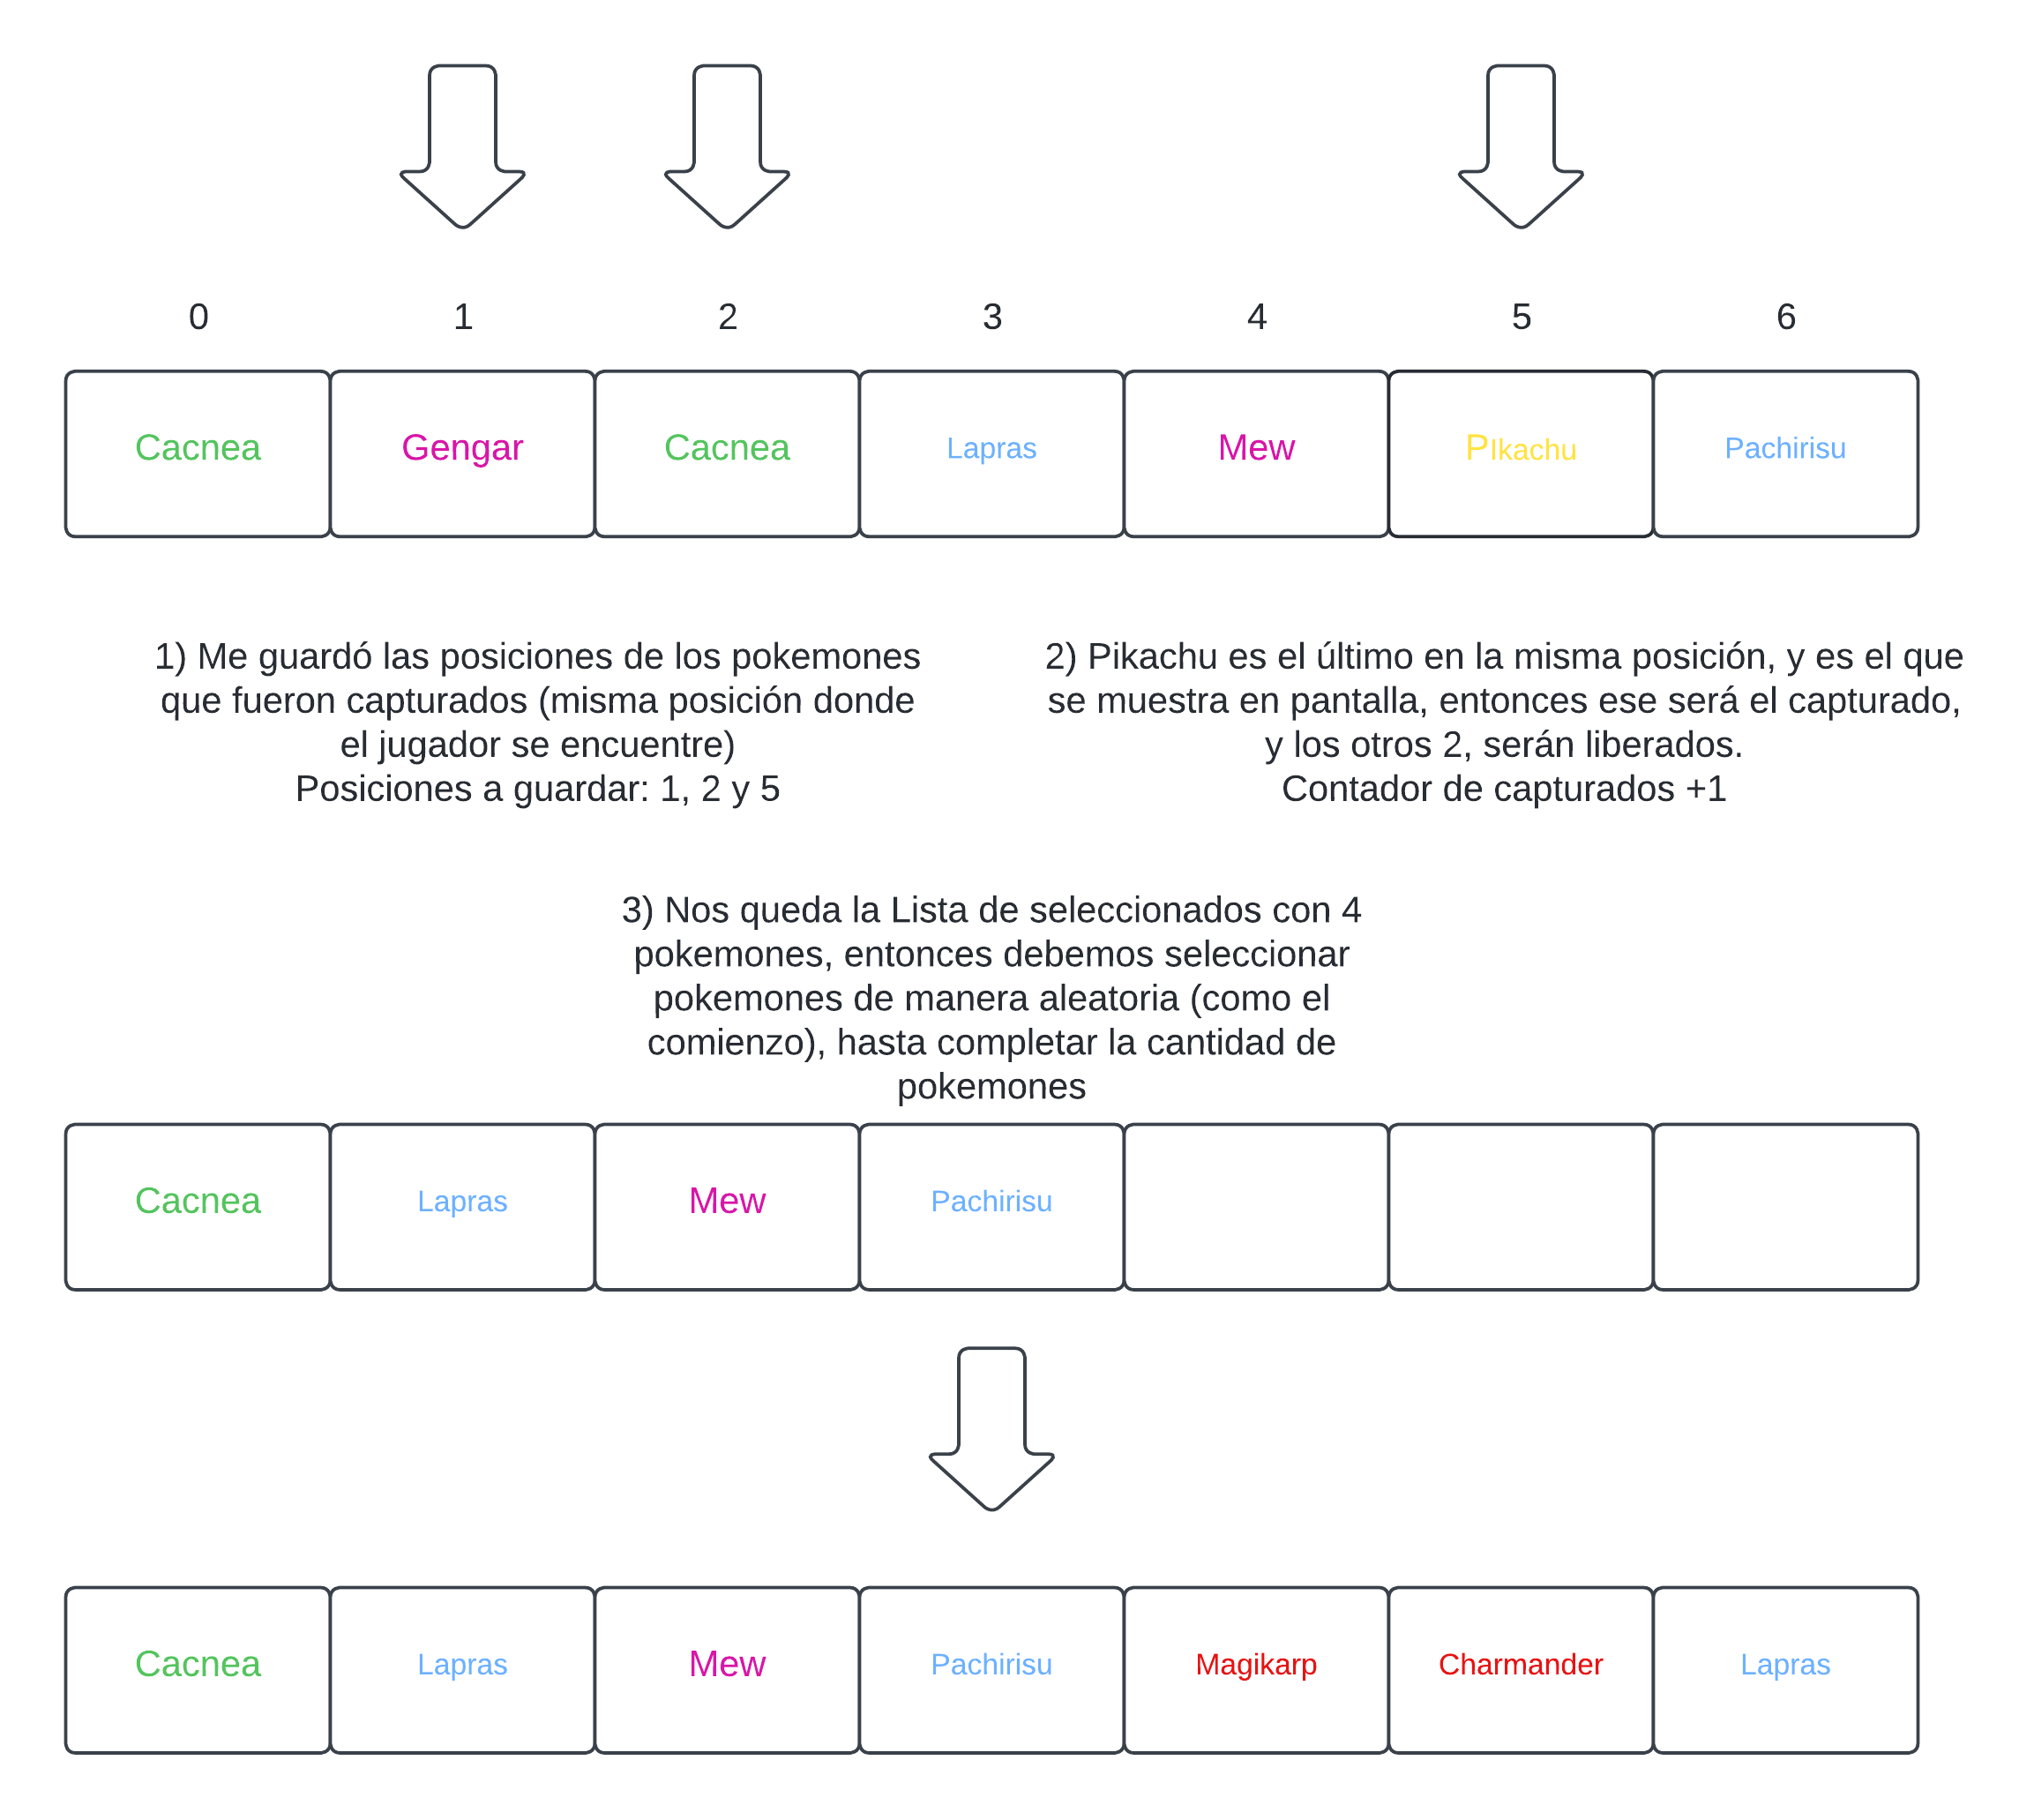 0 1 2 3 4 5 6
Cacnea Gengar Cacnea Lapras Mew PIkachu Pachirisu
1) Me guardó las posiciones de los pokemones
que fueron capturados (misma posición donde
el jugador se encuentre)
Posiciones a guardar: 1, 2 y 5
2) Pikachu es el último en la misma posición, y es el que
se muestra en pantalla, entonces ese será el capturado,
y los otros 2, serán liberados.
Contador de capturados +1
3) Nos queda la Lista de seleccionados con 4
pokemones, entonces debemos seleccionar
pokemones de manera aleatoria (como el
comienzo), hasta completar la cantidad de
pokemones
Cacnea Lapras Mew Pachirisu
Cacnea Lapras Mew Pachirisu Magikarp Charmander Lapras